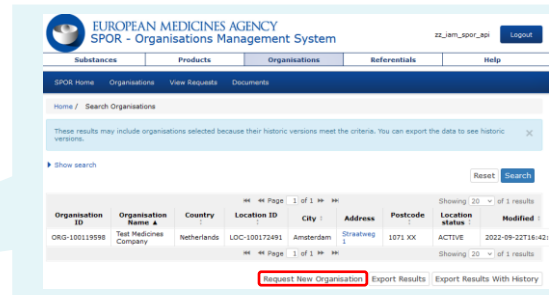 EUROPEAN MEDICINES AGENCY
SPOR - Organisations Management System
zz_iam_spor_api Logout
Substances Products Organisations Referentials Help
SPOR Home Organisations View Requests Documents
Home / Search Organisations
These results may include organisations selected because their historic versions meet the criteria. You can export the data to see historic
versions.
Show search
Reset Search
Page 1 of 1 Showing 20 of 1 results
Organisation ID Organisation Name Country Location ID City Address Postcode Location status Modified
ORG-100119598 Test Medicines Company Netherlands LOC-100172491 Amsterdam Straatweg 1 1071 XX ACTIVE 2022-09-22T16:42:
Page 1 of 1 Showing 20 of 1 results
Request New Organisation Export Results Export Results With History